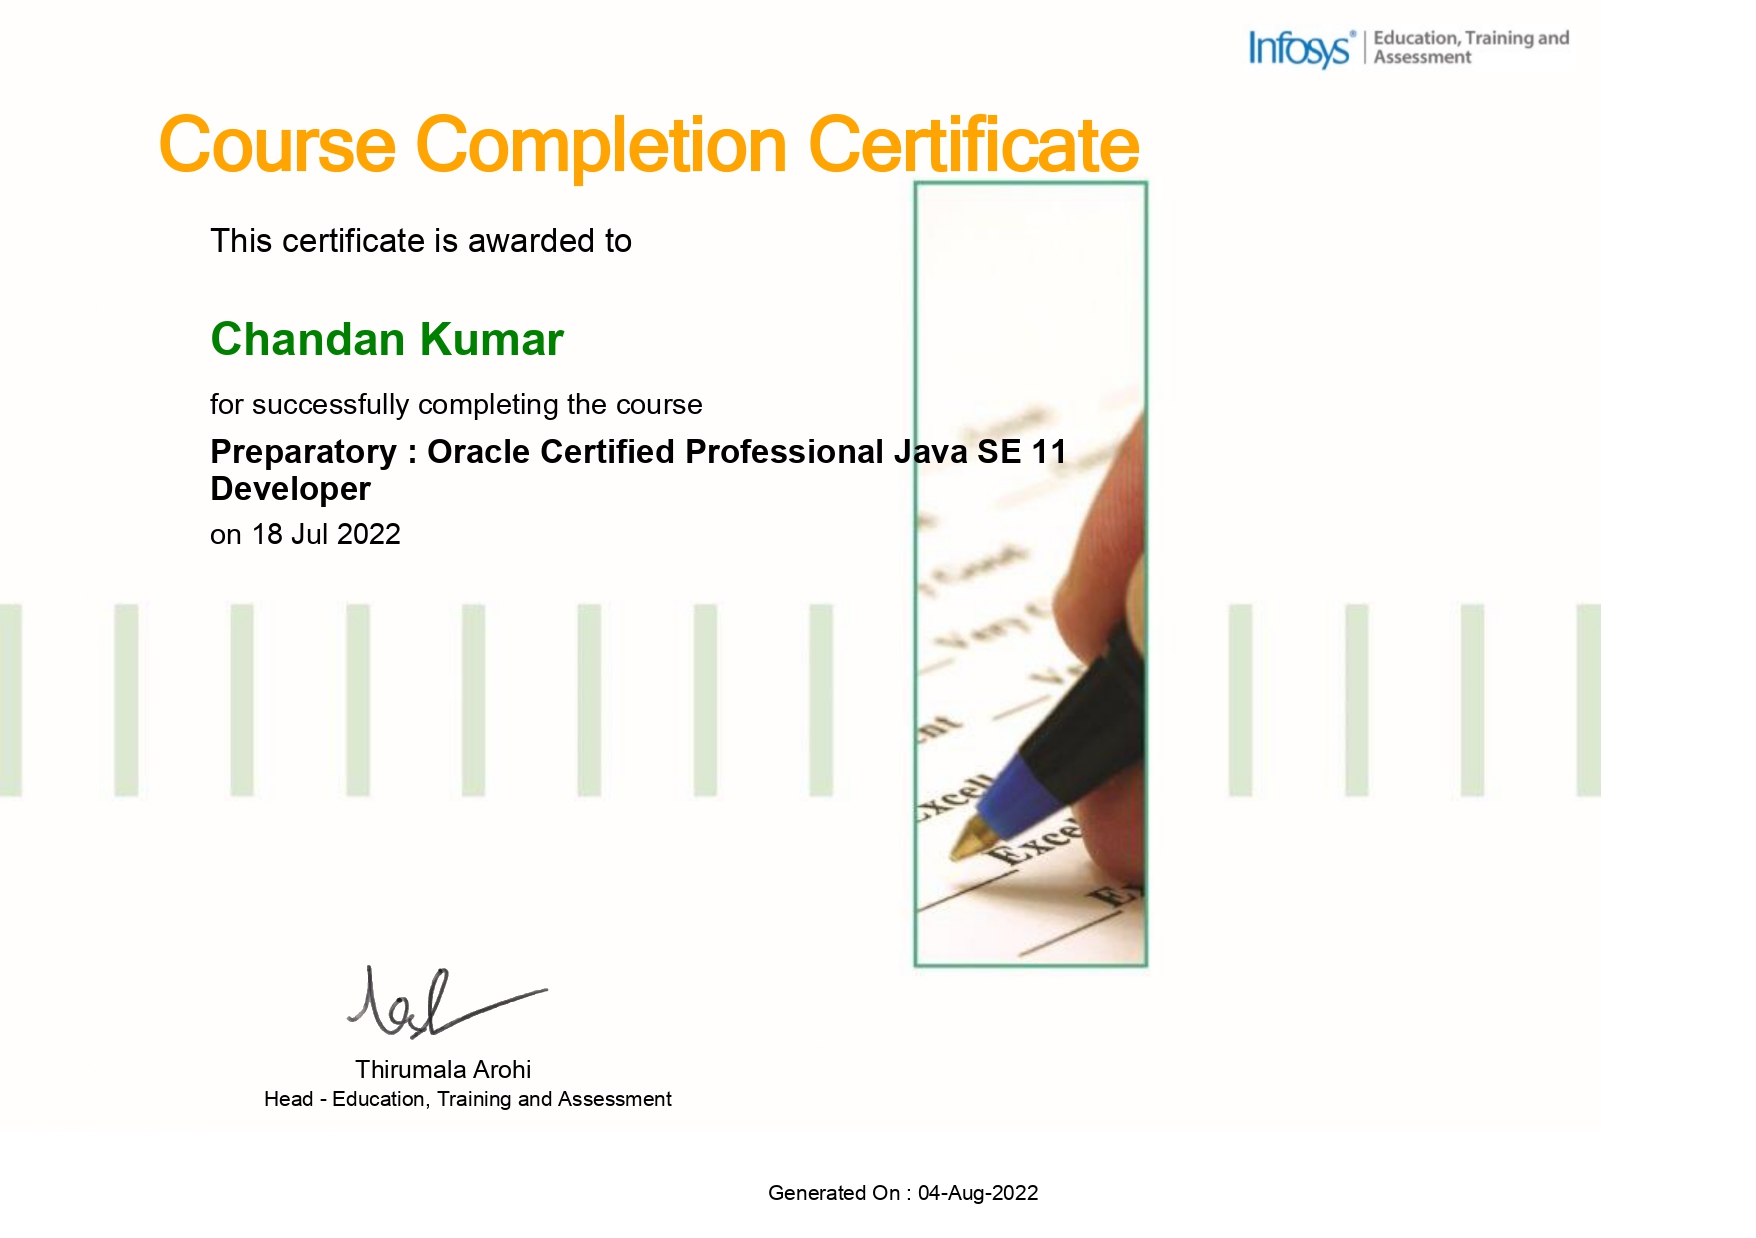 Infosys® | Education, Training and
Assessment
Course Completion Certificate
This certificate is awarded to
Chandan Kumar
for successfully completing the course
Preparatory : Oracle Certified Professional Java SE 11
Developer
on 18 Jul 2022
Very
Thirumala Arohi
Head - Education, Training and Assessment
Generated On : 04-Aug-2022